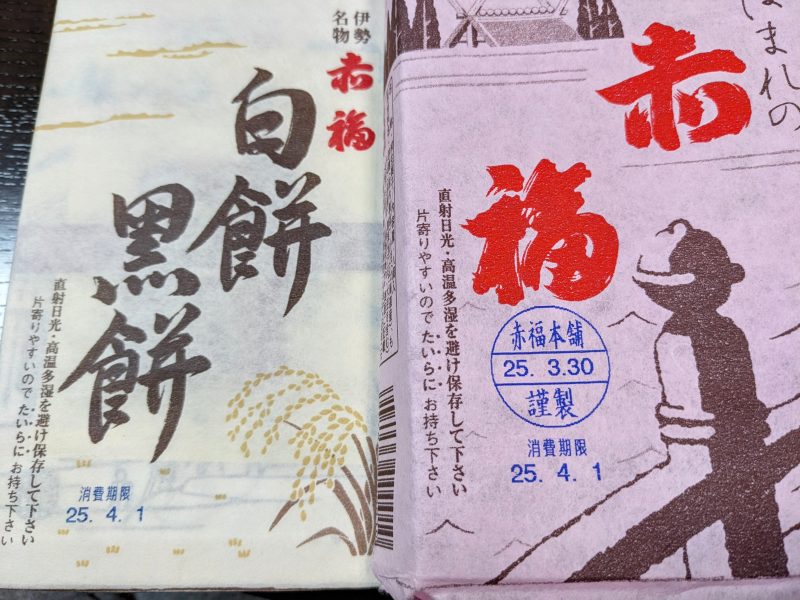 伊勢
名物
赤福
白餅
黒餅
直射日光・高温多湿を避け保存して下さい
片寄りやすいので たいらに お持ち下さい
消費期限
25. 4. 1
ほまれの
赤
福
直射日光・高温多湿を避け保存して下さい
片寄りやすいので たいらに お持ち下さい
赤福本舗
25. 3.30
謹製
消費期限
25. 4. 1